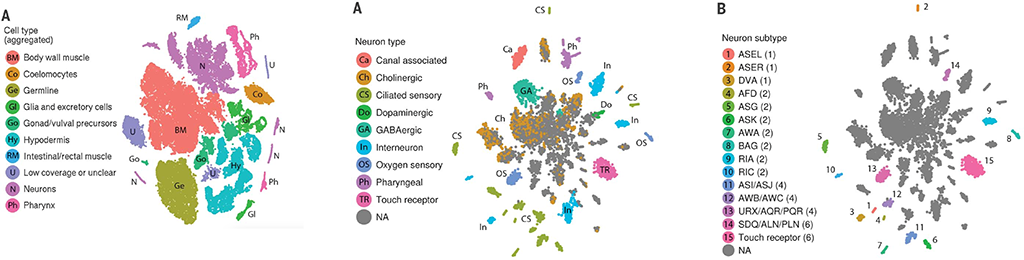 A
Cell type
(aggregated)
BM Body wall muscle
Co Coelomocytes
Ge Germline
Gl Glia and excretory cells
Go Gonad/vulval precursors
Hy Hypodermis
RM Intestinal/rectal muscle
U Low coverage or unclear
N Neurons
Ph Pharynx
RM
Ph
N
U
Co
BM
Gl
U
N
Go
Go
Hy
U
N
Ge
Ph
Gl
A
Neuron type
Ca Canal associated
Ch Cholinergic
CS Ciliated sensory
Do Dopaminergic
GA GABAergic
In Interneuron
OS Oxygen sensory
Ph Pharyngeal
TR Touch receptor
NA
CS
Ca
Ph
In
OS
Ph
GA
CS
Do
Ch
In
OS
CS
TR
OS
CS
In
In
B
Neuron subtype
1 ASEL (1)
2 ASER (1)
3 DVA (1)
4 AFD (2)
5 ASG (2)
6 ASK (2)
7 AWA (2)
8 BAG (2)
9 RIA (2)
10 RIC (2)
11 ASI/ASJ (4)
12 AWB/AWC (4)
13 URX/AQR/PQR (4)
14 SDQ/ALN/PLN (6)
15 Touch receptor (6)
NA
2
14
9
8
5
15
10
13
12
1
3
4
11
6
7